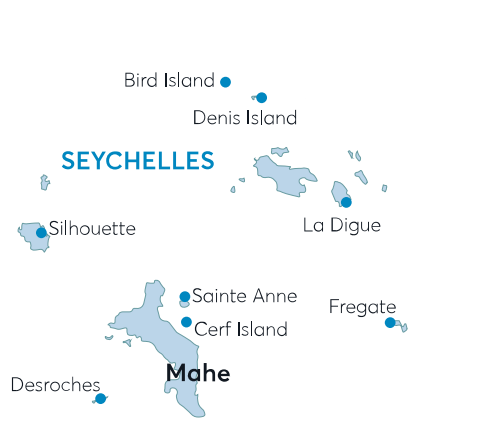 Bird Island
Denis Island
SEYCHELLES
La Digue
Silhouette
Sainte Anne
Fregate
Cerf Island
Mahe
Desroches